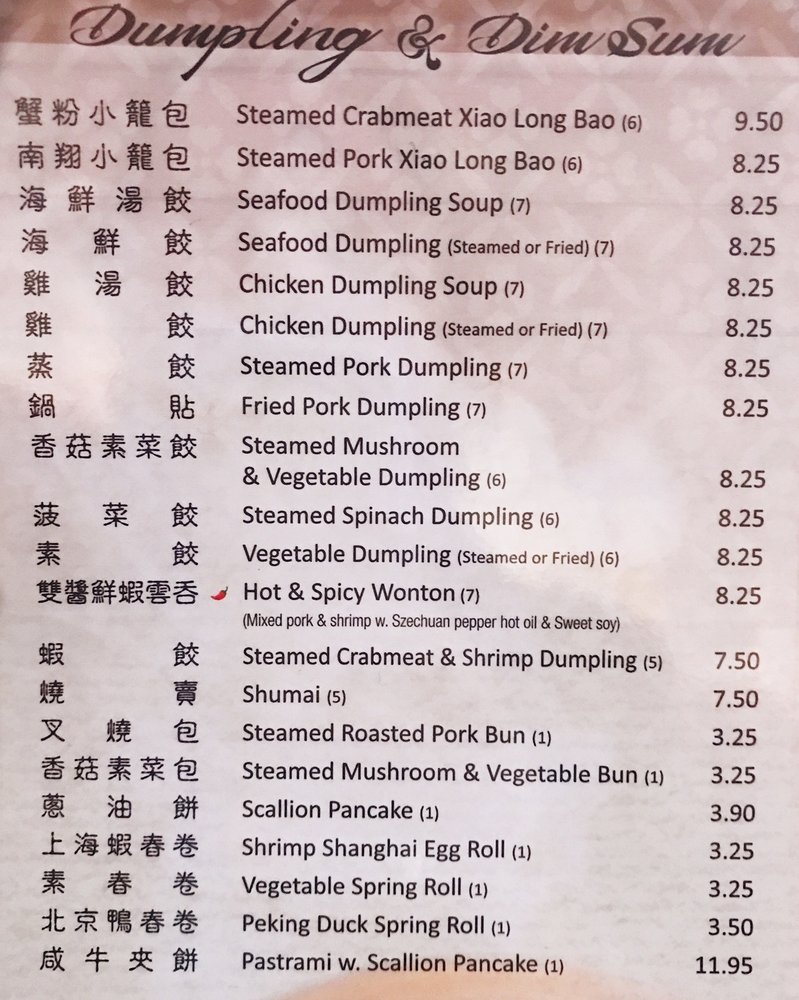 Dumpling & Dim Sum
蟹粉小籠包 Steamed Crabmeat Xiao Long Bao (6) 9.50
南翔小籠包 Steamed Pork Xiao Long Bao (6) 8.25
海鮮湯餃 Seafood Dumpling Soup (7) 8.25
海鮮餃 Seafood Dumpling (Steamed or Fried) (7) 8.25
雞湯餃 Chicken Dumpling Soup (7) 8.25
雞餃 Chicken Dumpling (Steamed or Fried) (7) 8.25
蒸餃 Steamed Pork Dumpling (7) 8.25
鍋貼 Fried Pork Dumpling (7) 8.25
香菇素菜餃 Steamed Mushroom
& Vegetable Dumpling (6) 8.25
菠菜餃 Steamed Spinach Dumpling (6) 8.25
素餃 Vegetable Dumpling (Steamed or Fried) (6) 8.25
雙醬鮮蝦雲吞 Hot & Spicy Wonton (7) 8.25
(Mixed pork & shrimp w. Szechuan pepper hot oil & Sweet soy)
蝦餃 Steamed Crabmeat & Shrimp Dumpling (5) 7.50
燒賣 Shumai (5) 7.50
叉燒包 Steamed Roasted Pork Bun (1) 3.25
香菇素菜包 Steamed Mushroom & Vegetable Bun (1) 3.25
蔥油餅 Scallion Pancake (1) 3.90
上海蝦春卷 Shrimp Shanghai Egg Roll (1) 3.25
素春卷 Vegetable Spring Roll (1) 3.25
北京鴨春卷 Peking Duck Spring Roll (1) 3.50
咸牛夾餅 Pastrami w. Scallion Pancake (1) 11.95